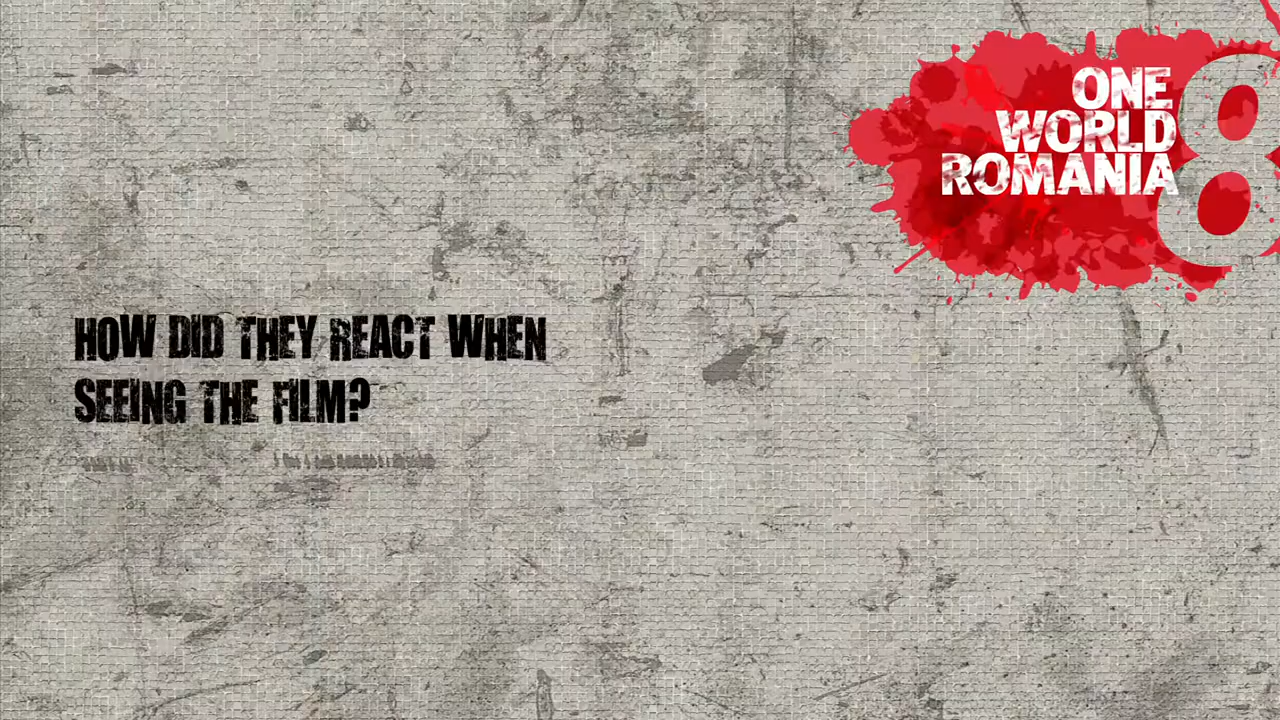 ONE
WORLD
ROMANIA
8
HOW DID THEY REACT WHEN
SEEING THE FILM?